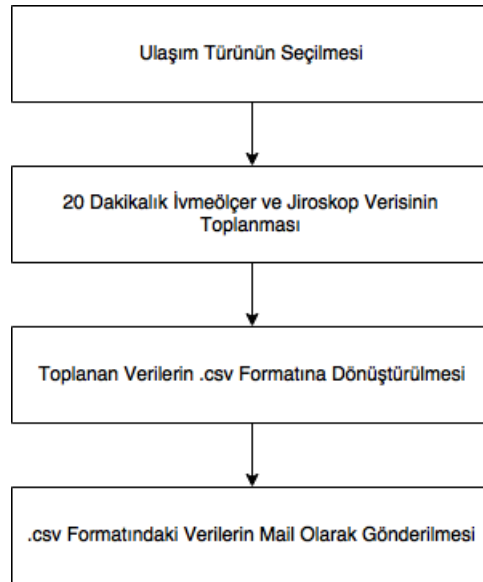 Ulaşım Türünün Seçilmesi
20 Dakikalık İvmeölçer ve Jiroskop Verisinin
Toplanması
Toplanan Verilerin .csv Formatına Dönüştürülmesi
.csv Formatındaki Verilerin Mail Olarak Gönderilmesi